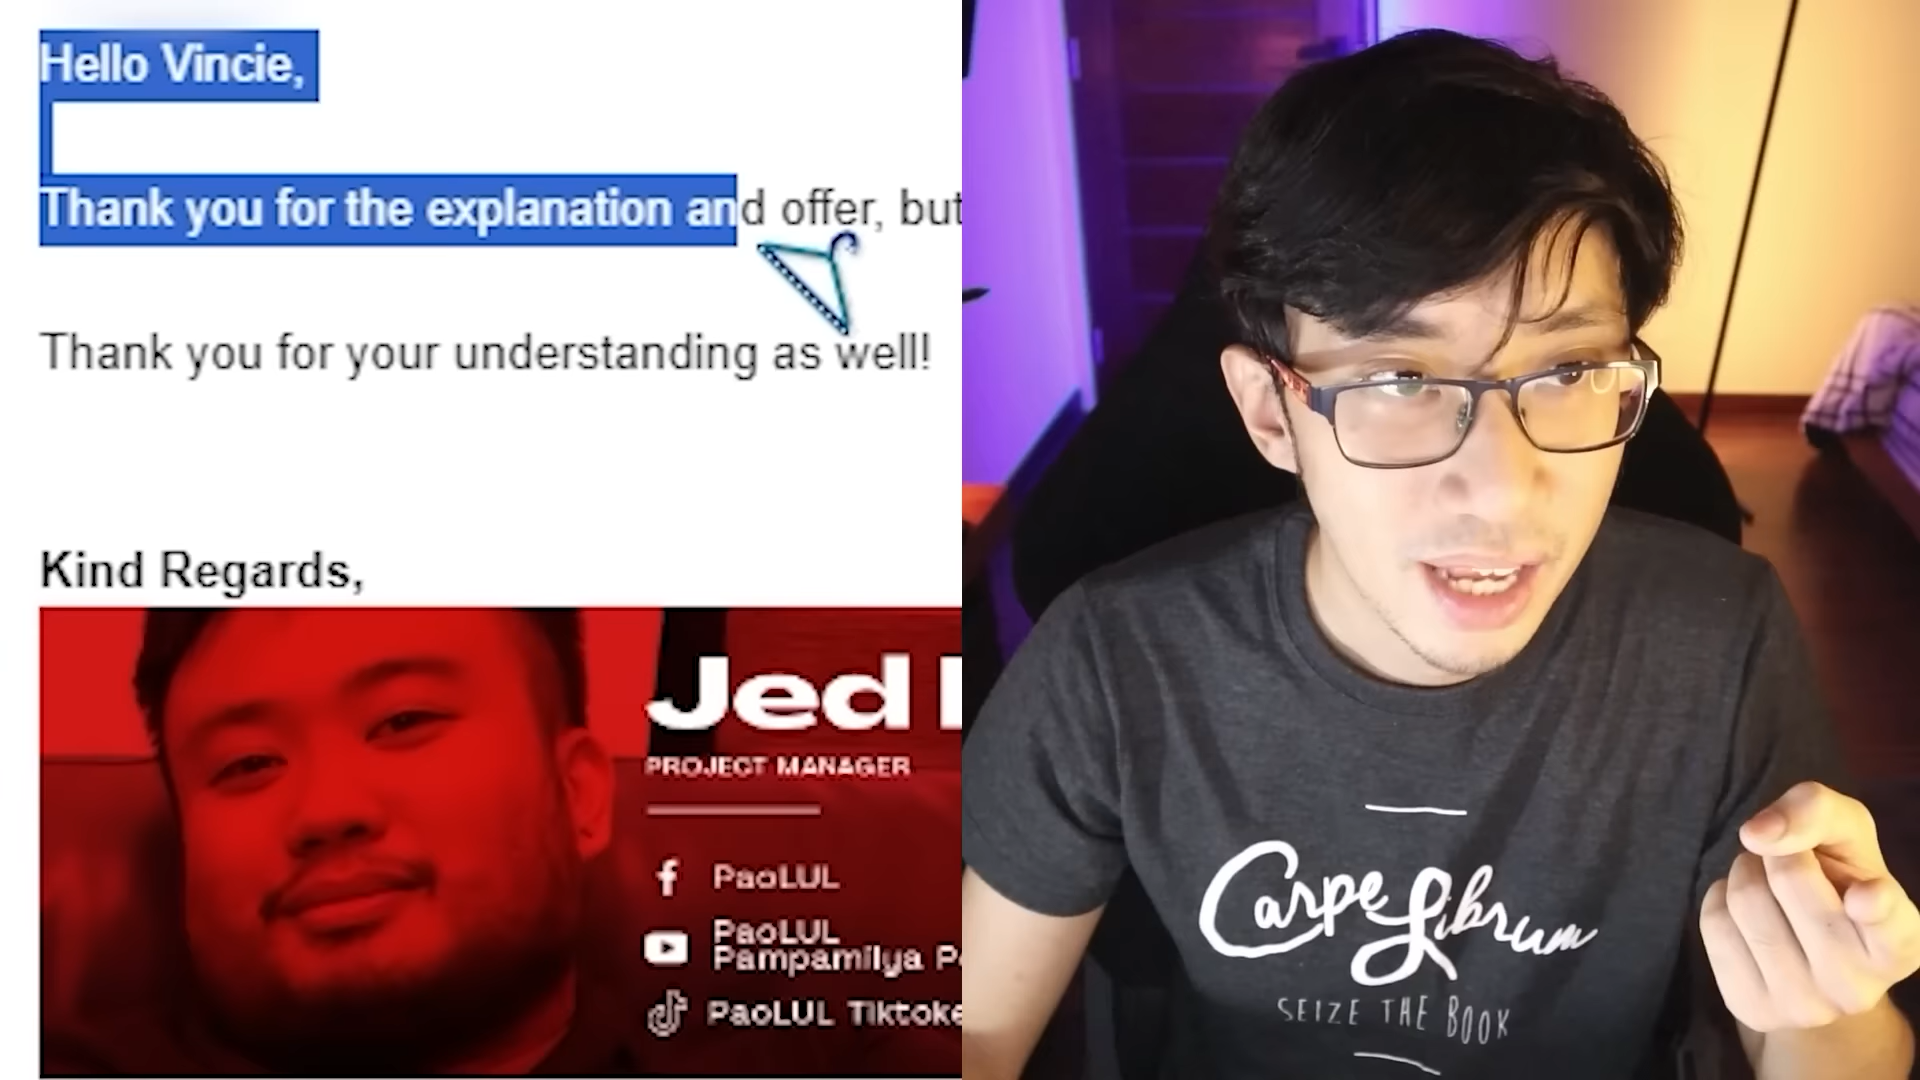 Hello Vincie,
Thank you for the explanation and offer, but
Thank you for your understanding as well!
Kind Regards,
Jed
PROJECT MANAGER
PaoLUL
PaoLUL
Pampamilya
PaoLUL Tiktok
Carpe Librum
SEIZE THE BOOK